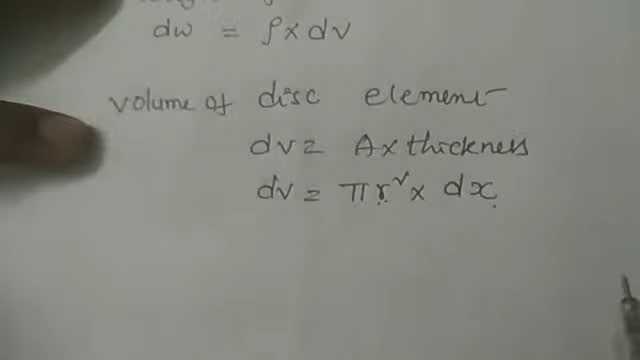 dw = ρ x dv
volume of disc element
dv = A x thickness
dv = πr² x dx